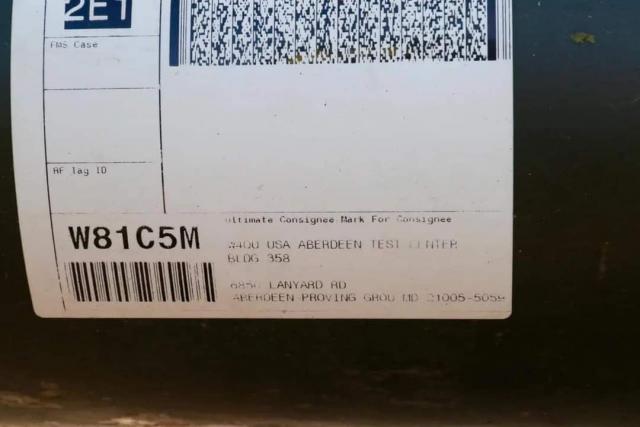 2E1
FMS Case
RF Tag ID
Ultimate Consignee Mark For Consignee
W81C5M
W4QU USA ABERDEEN TEST CENTER
BLDG 358
6850 LANYARD RD
ABERDEEN PROVING GROU MD 21005-5059